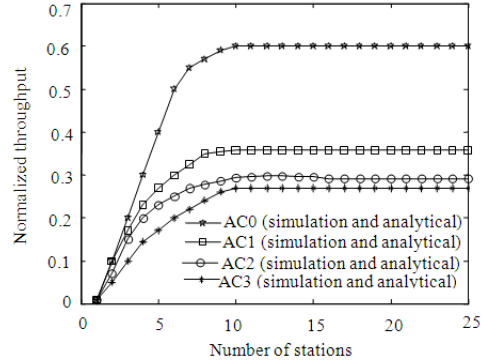 Normalized throughput
0.6
0.5
0.4
0.3
0.2
0.1
0
AC0 (simulation and analytical)
AC1 (simulation and analytical)
AC2 (simulation and analytical)
AC3 (simulation and analytical)
0 5 10 15 20 25
Number of stations